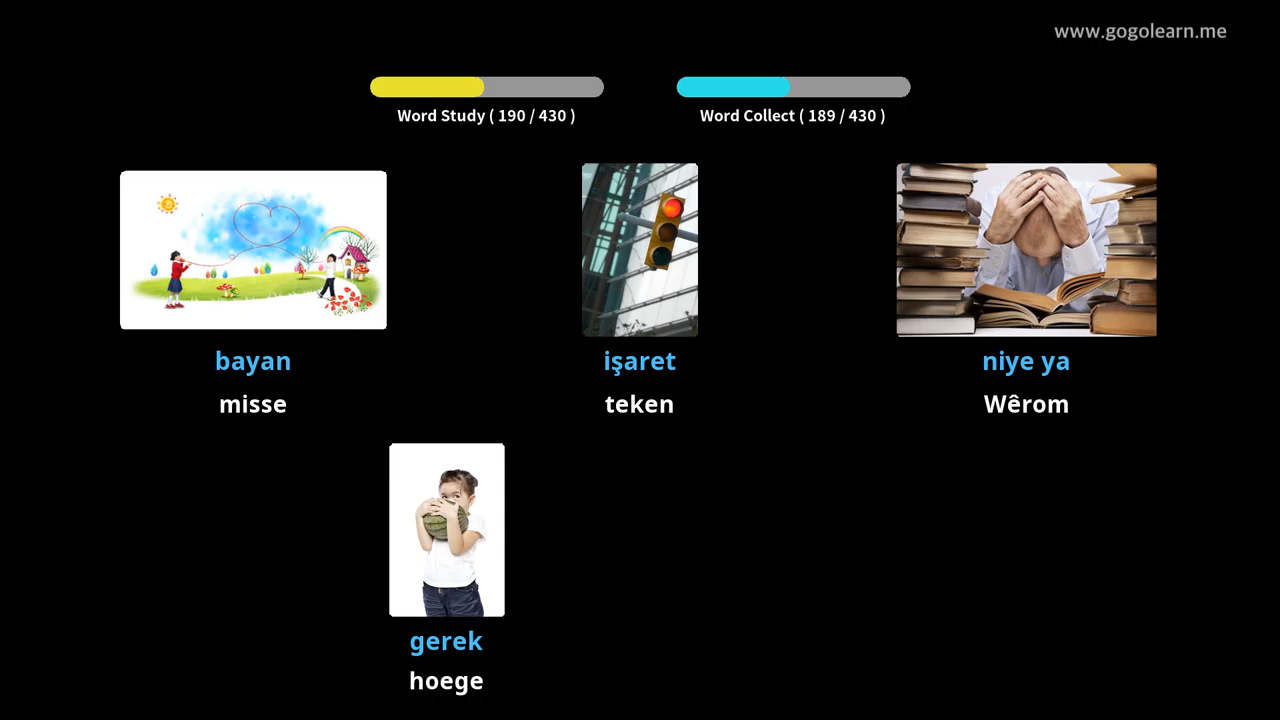 www.gogolearn.me
Word Study ( 190 / 430 )
Word Collect ( 189 / 430 )
bayan
misse
işaret
teken
niye ya
Wêrom
gerek
hoege